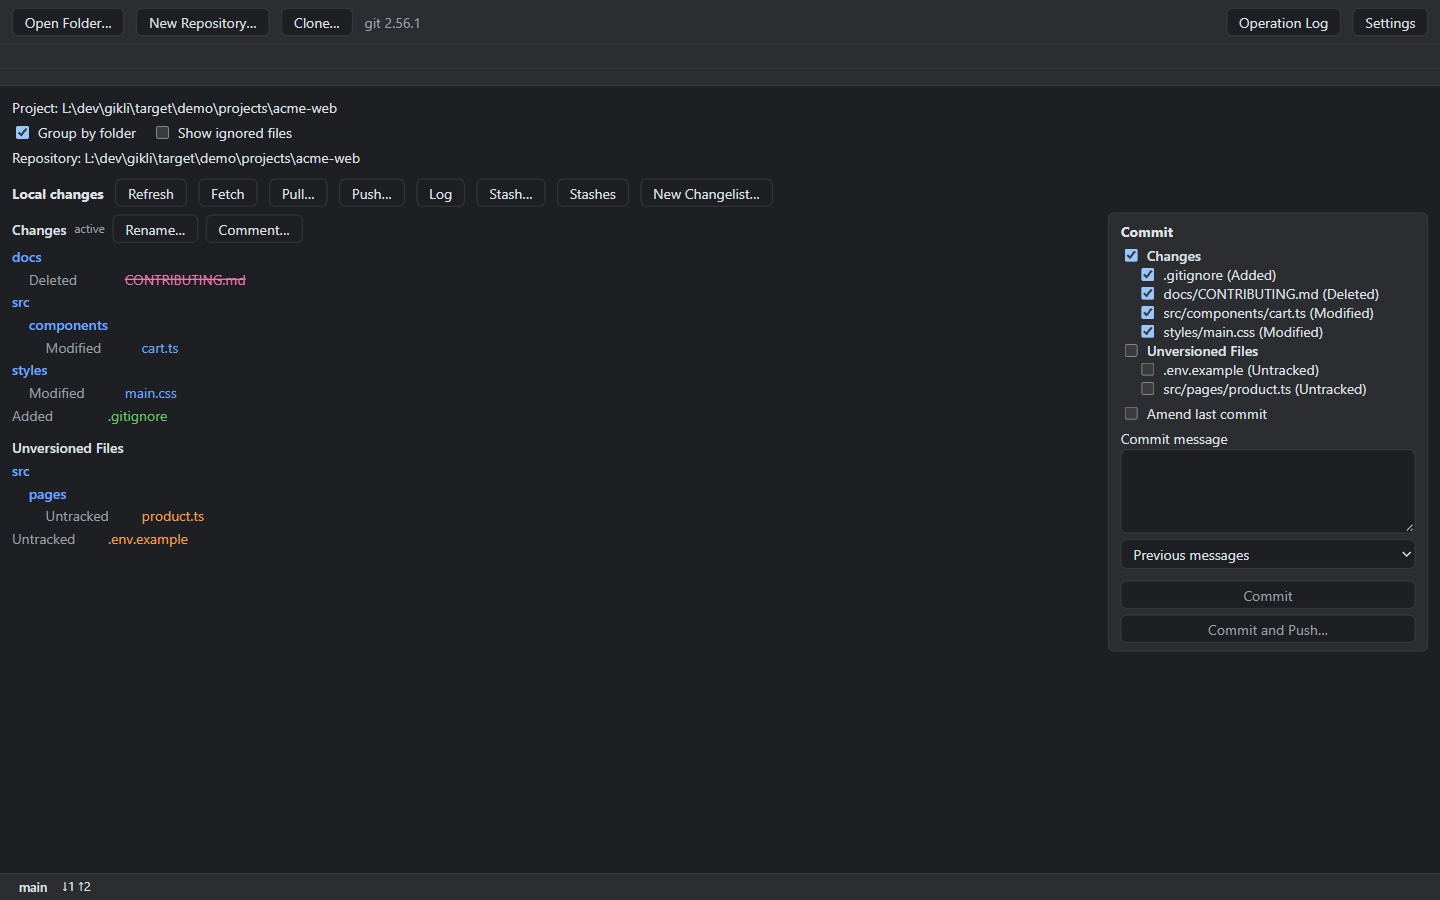 Open Folder... New Repository... Clone... git 2.56.1 Operation Log Settings
Project: L:\dev\gikli\target\demo\projects\acme-web
Group by folder Show ignored files
Repository: L:\dev\gikli\target\demo\projects\acme-web
Local changes Refresh Fetch Pull... Push... Log Stash... Stashes New Changelist...
Changes active Rename... Comment...
docs
Deleted CONTRIBUTING.md
src
components
Modified cart.ts
styles
Modified main.css
Added .gitignore
Unversioned Files
src
pages
Untracked product.ts
Untracked .env.example
Commit
Changes
.gitignore (Added)
docs/CONTRIBUTING.md (Deleted)
src/components/cart.ts (Modified)
styles/main.css (Modified)
Unversioned Files
.env.example (Untracked)
src/pages/product.ts (Untracked)
Amend last commit
Commit message
Previous messages
Commit
Commit and Push...
main ↓1 ↑2